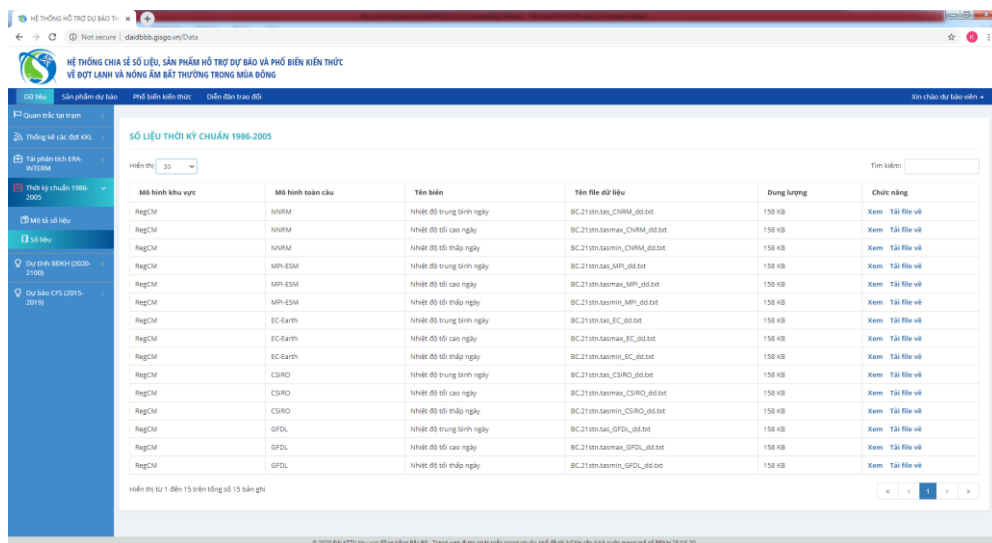 HỆ THỐNG HỖ TRỢ DỰ BÁO TH
Not secure | daidbbb.gisgo.vn/Data
K
HỆ THỐNG CHIA SẺ SỐ LIỆU, SẢN PHẨM HỖ TRỢ DỰ BÁO VÀ PHỔ BIẾN KIẾN THỨC
VỀ ĐỢT LẠNH VÀ NÓNG ẤM BẤT THƯỜNG TRONG MÙA ĐÔNG
Dữ liệu Sản phẩm dự báo Phổ biến kiến thức Diễn đàn trao đổi Xin chào dự báo viên
Quan trắc tại trạm
Thống kê các đợt KKL
Tái phân tích ERA-
INTERM
Thời kỳ chuẩn 1986-
2005
Mô tả số liệu
Số liệu
Dự tính BĐKH (2020-
2100)
Dự báo CFS (2015-
2019)
SỐ LIỆU THỜI KỲ CHUẨN 1986-2005
Hiển thị 30 Tìm kiếm:
Mô hình khu vực Mô hình toàn cầu Tên biến Tên file dữ liệu Dung lượng Chức năng
RegCM NNRM Nhiệt độ trung bình ngày BC.21stn.tas_CNRM_dd.txt 158 KB Xem Tải file về
RegCM NNRM Nhiệt độ tối cao ngày BC.21stn.tasmax_CNRM_dd.txt 158 KB Xem Tải file về
RegCM NNRM Nhiệt độ tối thấp ngày BC.21stn.tasmin_CNRM_dd.txt 158 KB Xem Tải file về
RegCM MPI-ESM Nhiệt độ trung bình ngày BC.21stn.tas_MPI_dd.txt 158 KB Xem Tải file về
RegCM MPI-ESM Nhiệt độ tối cao ngày BC.21stn.tasmax_MPI_dd.txt 158 KB Xem Tải file về
RegCM MPI-ESM Nhiệt độ tối thấp ngày BC.21stn.tasmin_MPI_dd.txt 158 KB Xem Tải file về
RegCM EC-Earth Nhiệt độ trung bình ngày BC.21stn.tas_EC_dd.txt 158 KB Xem Tải file về
RegCM EC-Earth Nhiệt độ tối cao ngày BC.21stn.tasmax_EC_dd.txt 158 KB Xem Tải file về
RegCM EC-Earth Nhiệt độ tối thấp ngày BC.21stn.tasmin_EC_dd.txt 158 KB Xem Tải file về
RegCM CSIRO Nhiệt độ trung bình ngày BC.21stn.tas_CSIRO_dd.txt 158 KB Xem Tải file về
RegCM CSIRO Nhiệt độ tối cao ngày BC.21stn.tasmax_CSIRO_dd.txt 158 KB Xem Tải file về
RegCM CSIRO Nhiệt độ tối thấp ngày BC.21stn.tasmin_CSIRO_dd.txt 158 KB Xem Tải file về
RegCM GFDL Nhiệt độ trung bình ngày BC.21stn.tas_GFDL_dd.txt 158 KB Xem Tải file về
RegCM GFDL Nhiệt độ tối cao ngày BC.21stn.tasmax_GFDL_dd.txt 158 KB Xem Tải file về
RegCM GFDL Nhiệt độ tối thấp ngày BC.21stn.tasmin_GFDL_dd.txt 158 KB Xem Tải file về
Hiển thị từ 1 đến 15 trên tổng số 15 bản ghi « ‹ 1 › »